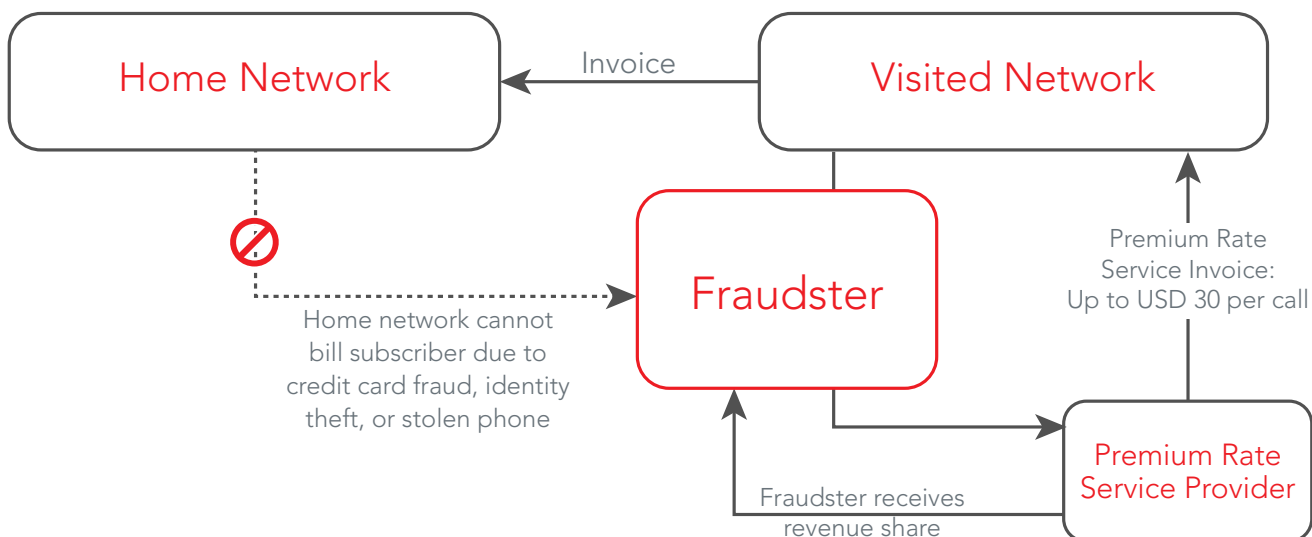 Home Network
Invoice
Visited Network
Fraudster
Premium Rate
Service Invoice:
Up to USD 30 per call
Home network cannot
bill subscriber due to
credit card fraud, identity
theft, or stolen phone
Premium Rate
Service Provider
Fraudster receives
revenue share